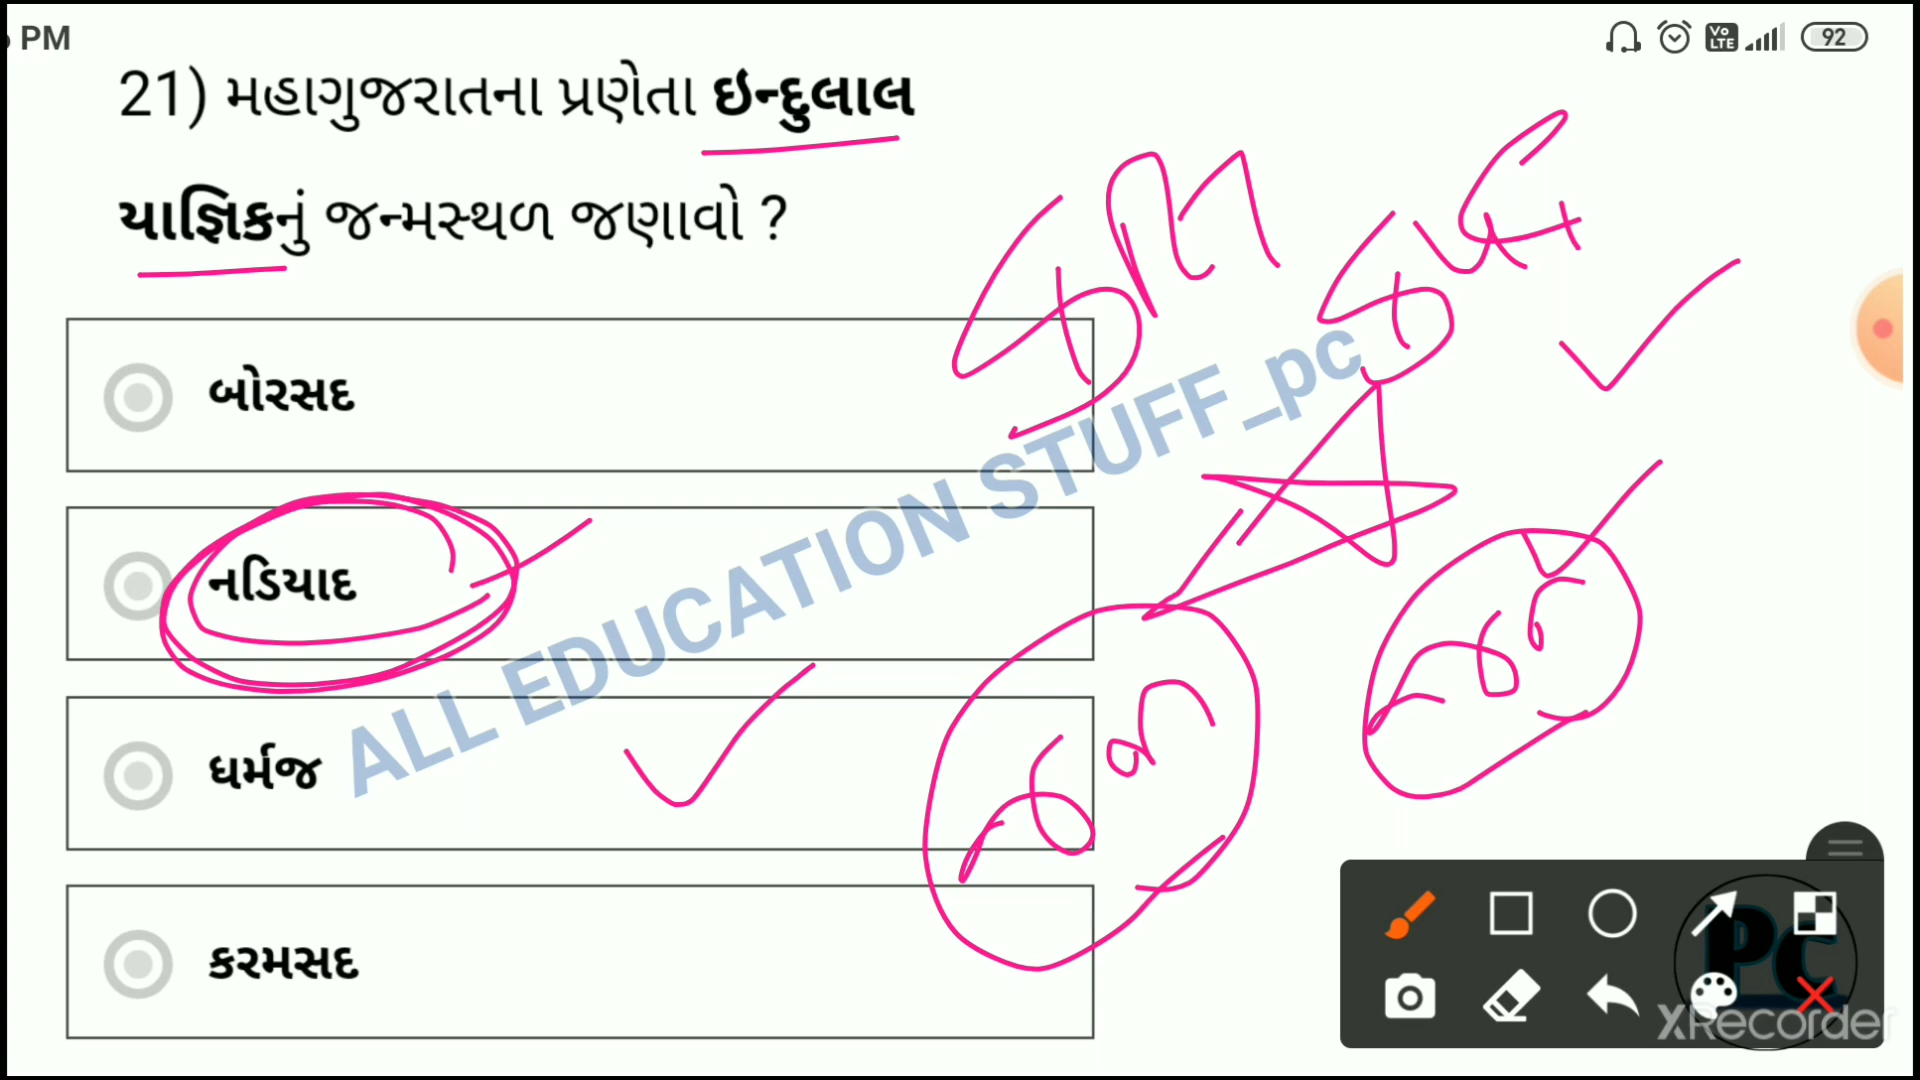 PM
92
21) મહાગુજરાતના પ્રણેતા ઇન્દુલાલ
યાજ્ઞિકનું જન્મસ્થળ જણાવો ?
બોરસદ
નડિયાદ
ધર્મજ
કરમસદ
ALL EDUCATION STUFF_pc
PC
XRecorder